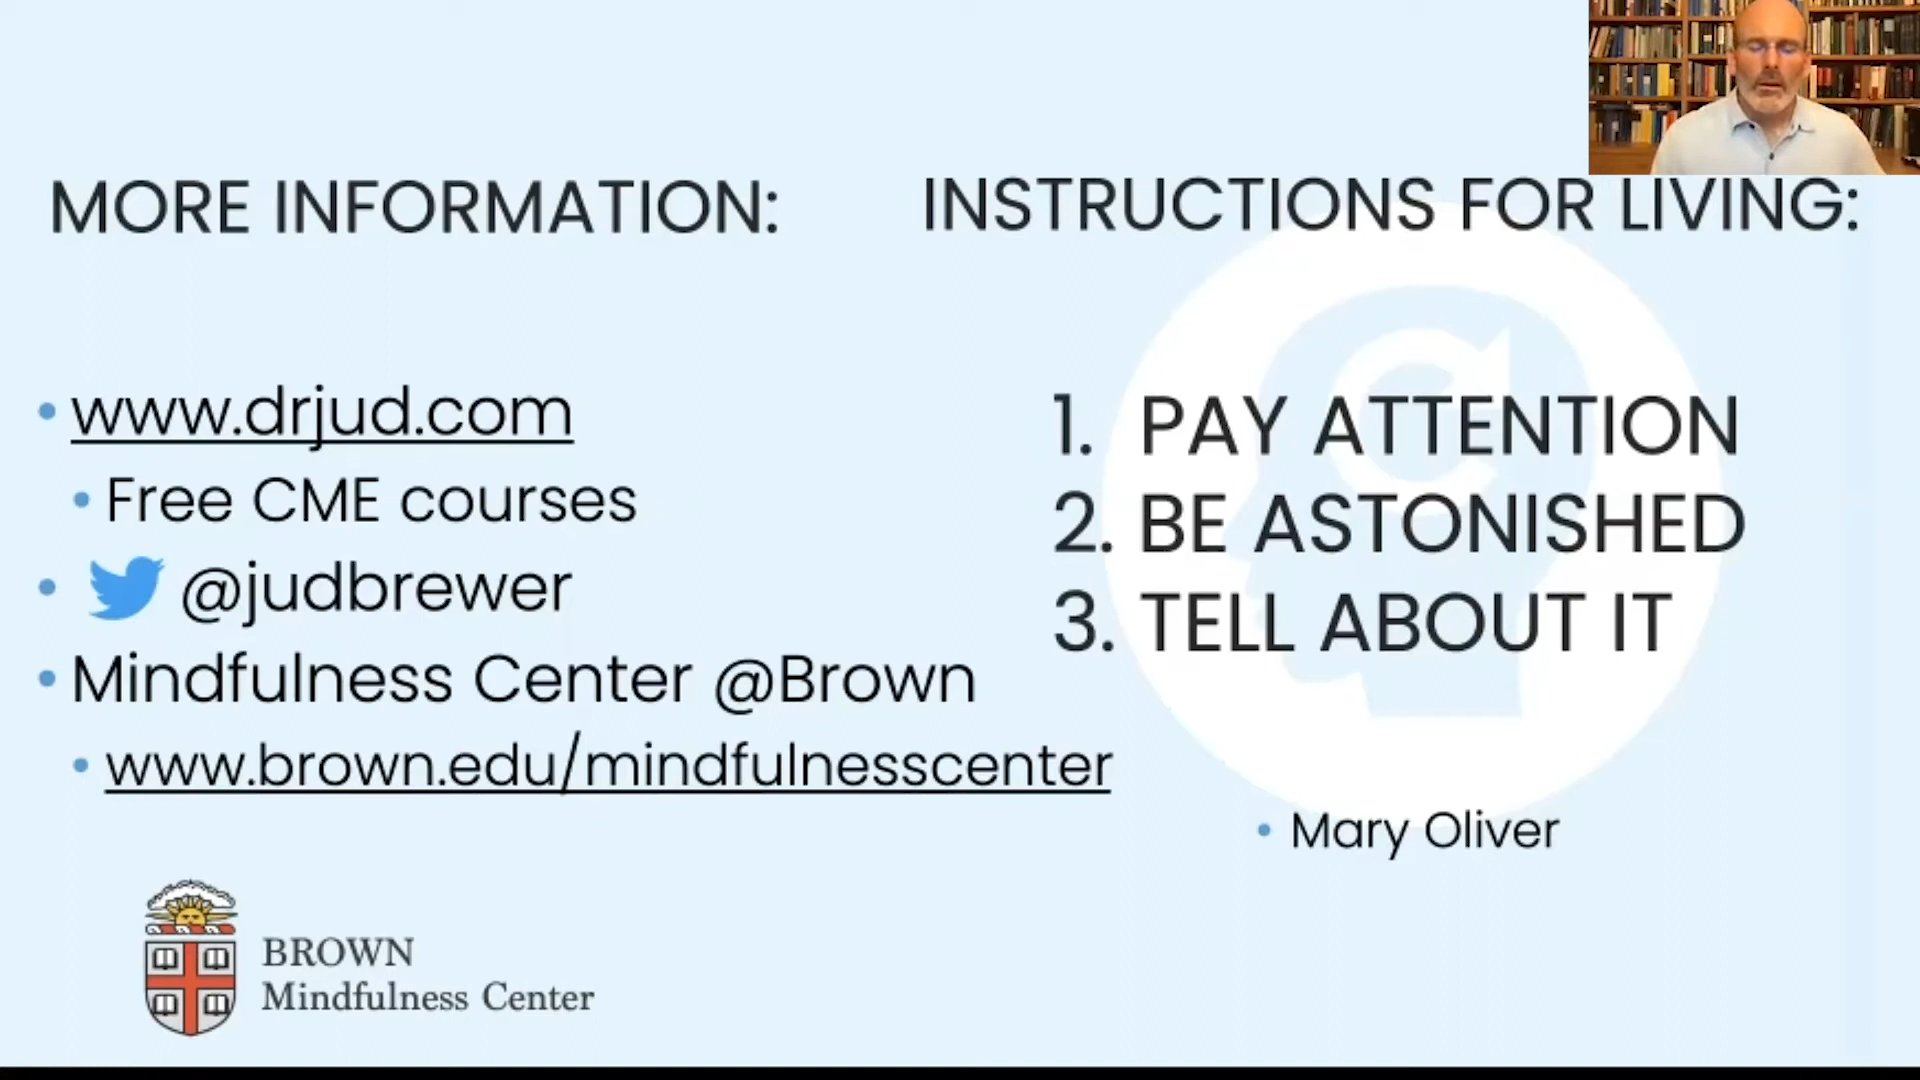 MORE INFORMATION:
www.drjud.com
Free CME courses
@judbrewer
Mindfulness Center @Brown
www.brown.edu/mindfulnesscenter
BROWN
Mindfulness Center
INSTRUCTIONS FOR LIVING:
1. PAY ATTENTION
2. BE ASTONISHED
3. TELL ABOUT IT
Mary Oliver